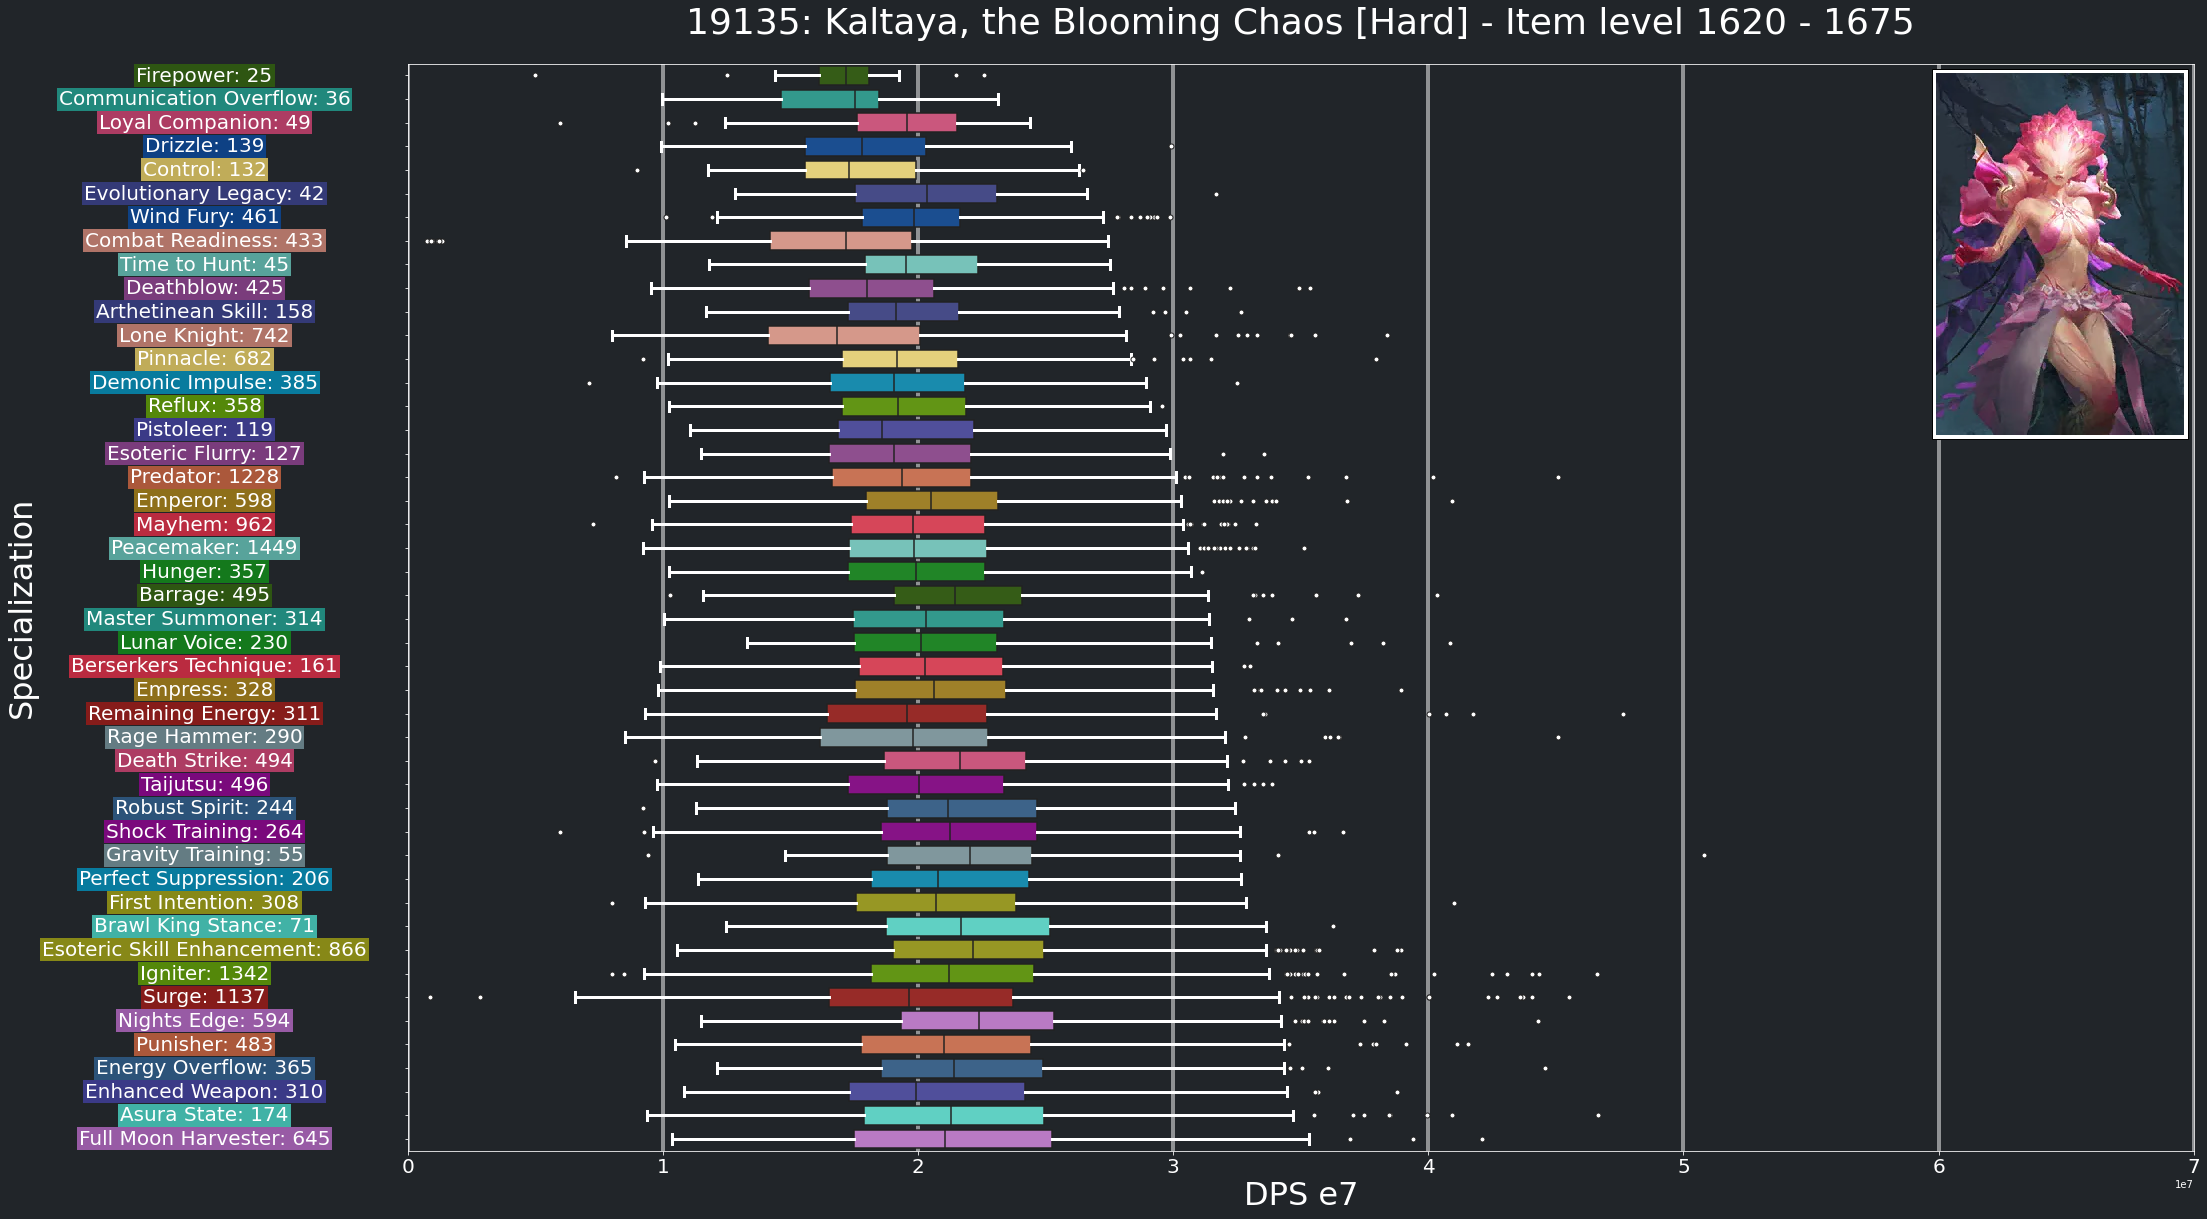 19135: Kaltaya, the Blooming Chaos [Hard] - Item level 1620 - 1675
Specialization
Firepower: 25
Communication Overflow: 36
Loyal Companion: 49
Drizzle: 139
Control: 132
Evolutionary Legacy: 42
Wind Fury: 461
Combat Readiness: 433
Time to Hunt: 45
Deathblow: 425
Arthetinean Skill: 158
Lone Knight: 742
Pinnacle: 682
Demonic Impulse: 385
Reflux: 358
Pistoleer: 119
Esoteric Flurry: 127
Predator: 1228
Emperor: 598
Mayhem: 962
Peacemaker: 1449
Hunger: 357
Barrage: 495
Master Summoner: 314
Lunar Voice: 230
Berserkers Technique: 161
Empress: 328
Remaining Energy: 311
Rage Hammer: 290
Death Strike: 494
Taijutsu: 496
Robust Spirit: 244
Shock Training: 264
Gravity Training: 55
Perfect Suppression: 206
First Intention: 308
Brawl King Stance: 71
Esoteric Skill Enhancement: 866
Igniter: 1342
Surge: 1137
Nights Edge: 594
Punisher: 483
Energy Overflow: 365
Enhanced Weapon: 310
Asura State: 174
Full Moon Harvester: 645
0 1 2 3 4 5 6 7
1e7
DPS e7